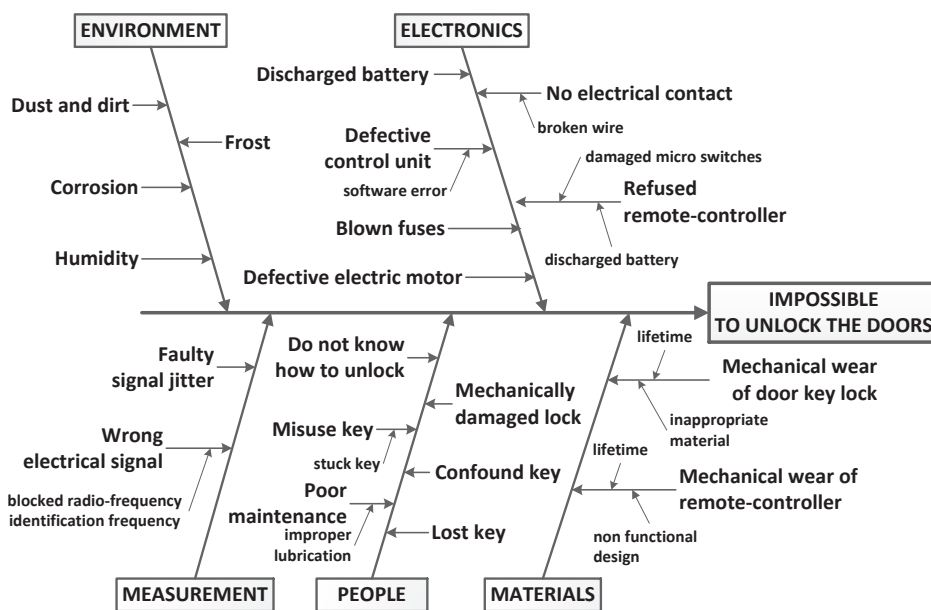 ENVIRONMENT
ELECTRONICS
Discharged battery
Dust and dirt
No electrical contact
broken wire
Frost
Defective
control unit
software error
damaged micro switches
Corrosion
Refused
remote-controller
Blown fuses
discharged battery
Humidity
Defective electric motor
IMPOSSIBLE
TO UNLOCK THE DOORS
Faulty
signal jitter
Do not know
how to unlock
lifetime
Mechanical wear
of door key lock
Mechanically
damaged lock
inappropriate
material
Wrong
electrical signal
Misuse key
stuck key
lifetime
blocked radio-frequency
identification frequency
Confound key
Mechanical wear of
remote-controller
Poor
maintenance
improper
lubrication
Lost key
non functional
design
MEASUREMENT
PEOPLE
MATERIALS